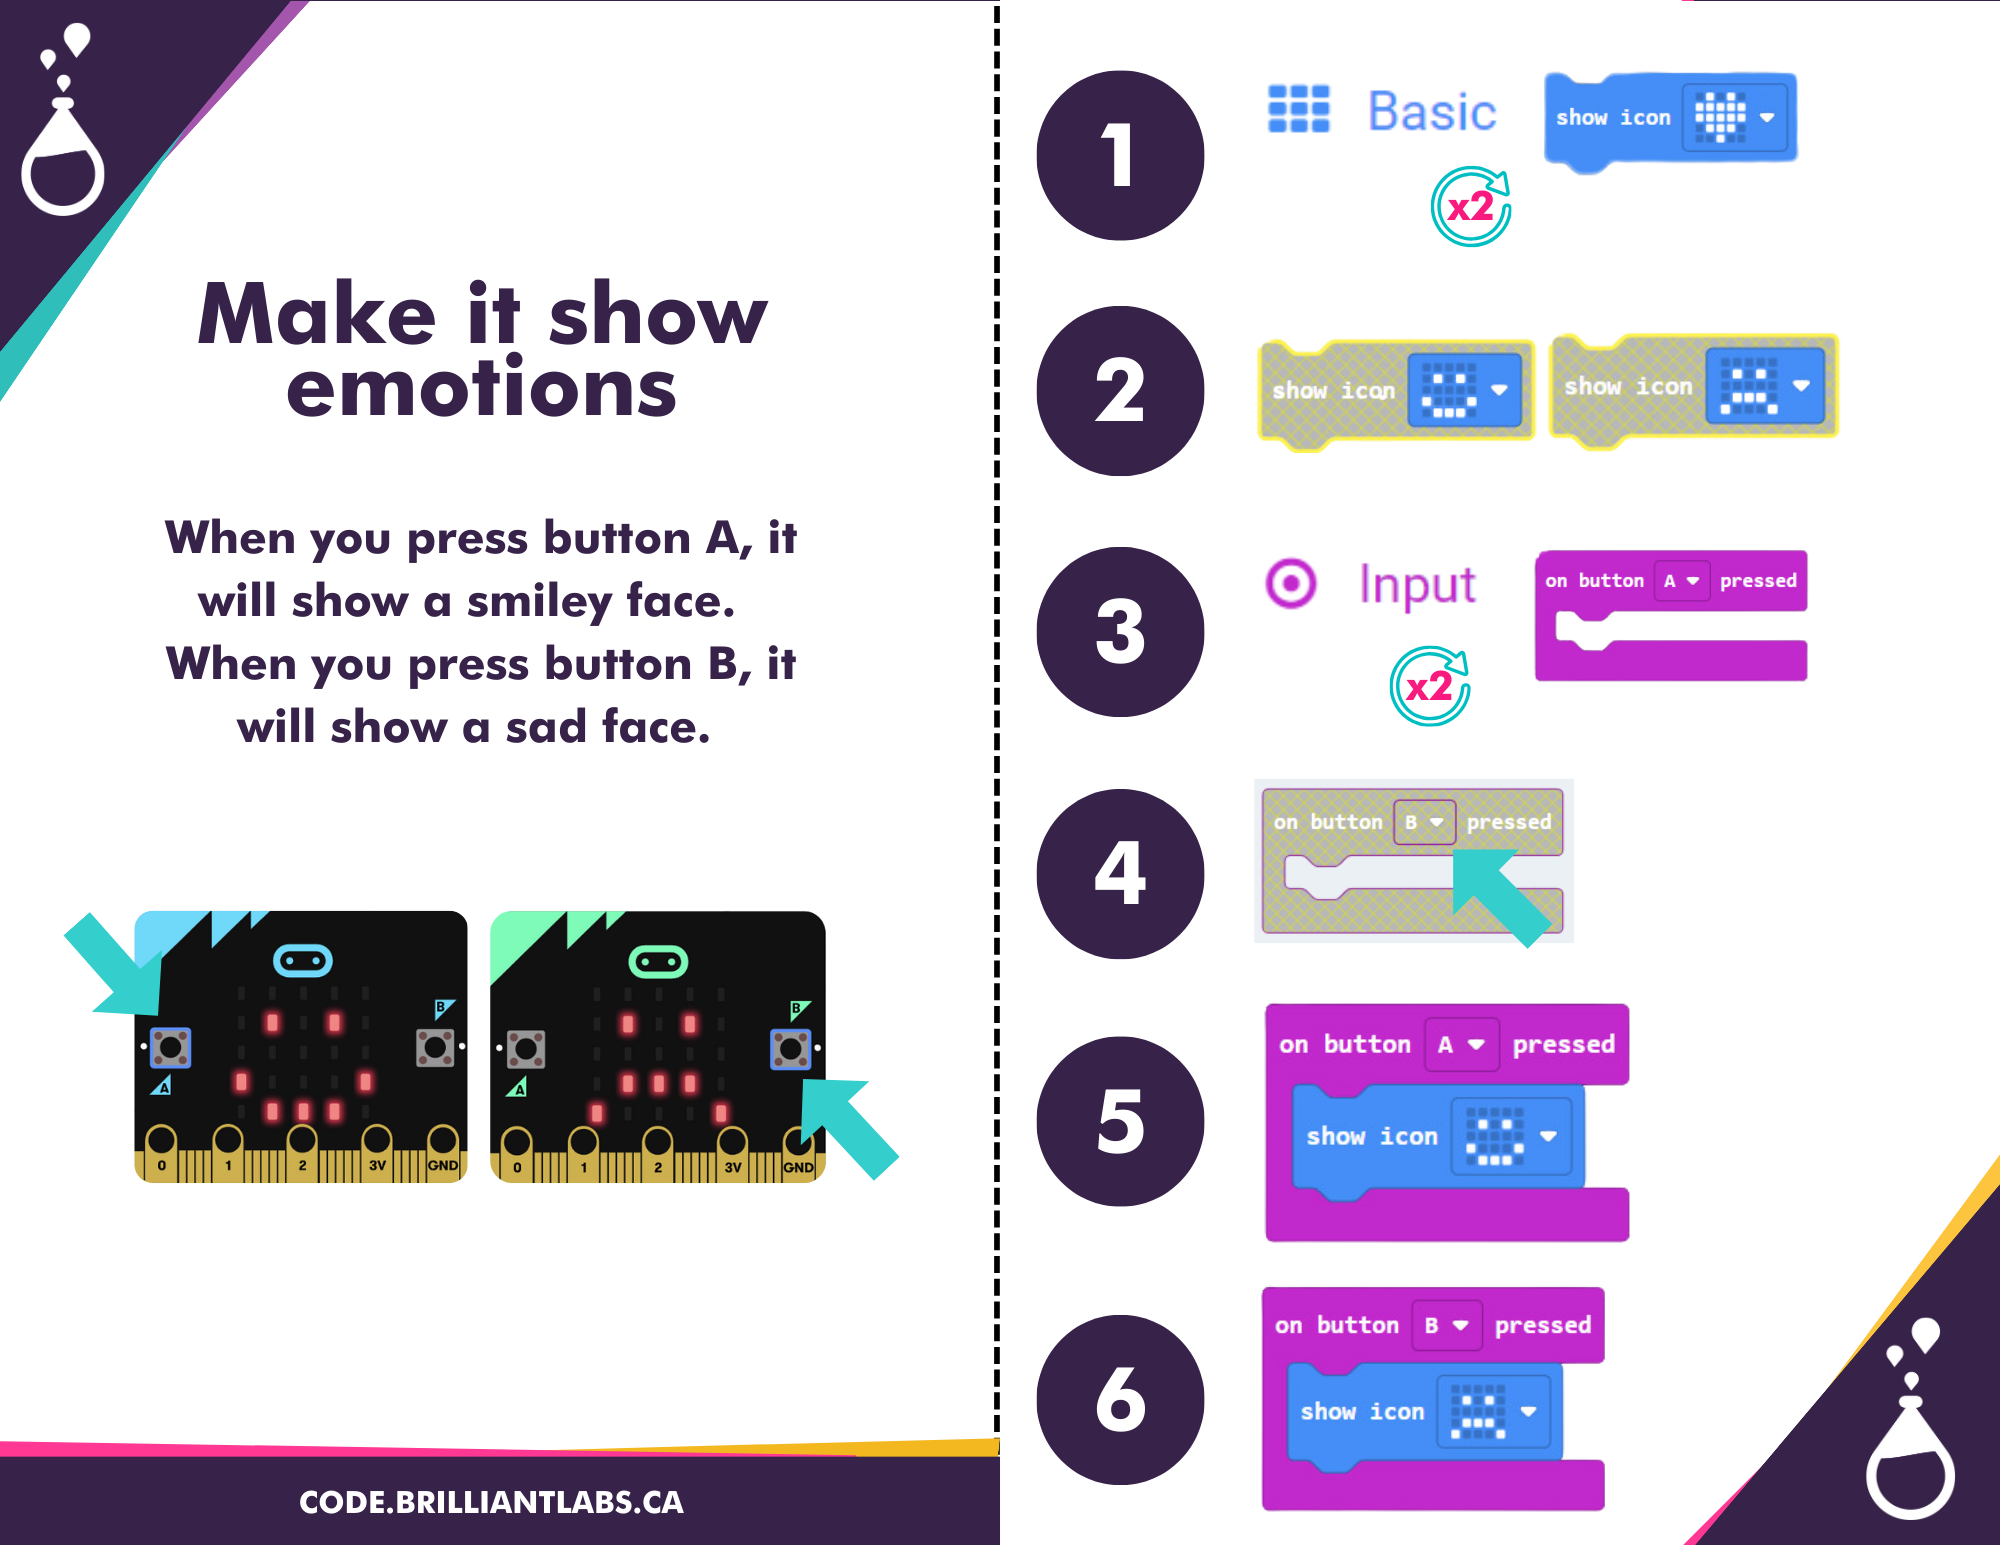 Make it show
emotions
When you press button A, it
will show a smiley face.
When you press button B, it
will show a sad face.
B
A
0 1 2 3V GND
B
A
0 1 2 3V GND
CODE.BRILLIANTLABS.CA
1
Basic
show icon
x2
2
show icon
show icon
3
Input
on button A pressed
x2
4
on button B pressed
5
on button A pressed
show icon
6
on button B pressed
show icon